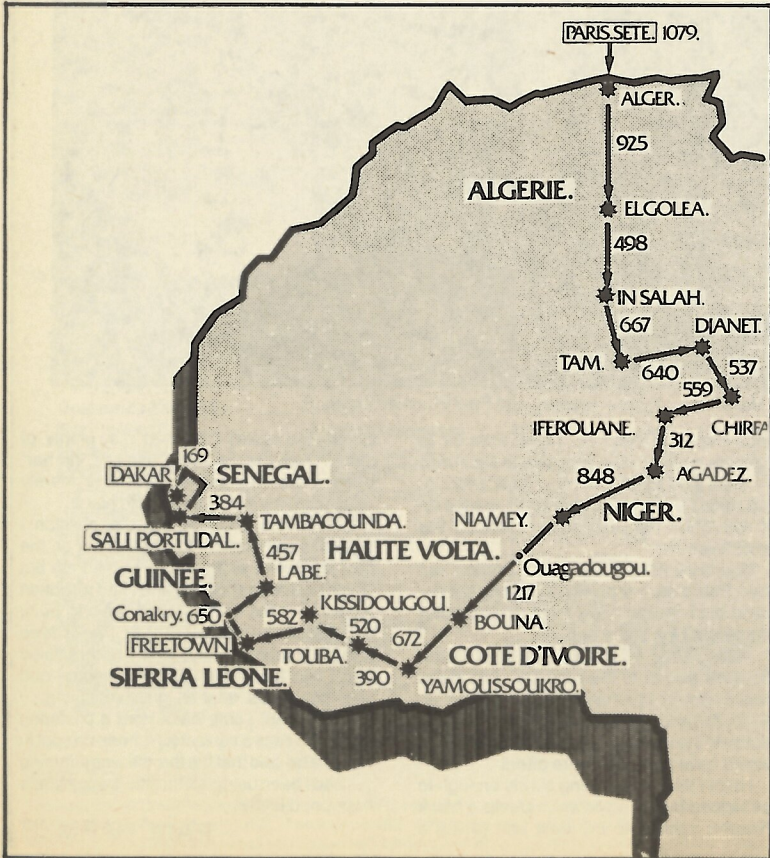 PARIS.SETE. 1079.
ALGER.
925
ALGERIE.
ELGOLEA.
498
IN SALAH.
667
DJANET.
TAM.
640
537
559
IFEROUANE.
312
CHIRFA
169
DAKAR
SENEGAL.
848
AGADEZ.
384
TAMBACOUNDA.
NIAMEY.
NIGER.
SALI PORTUDAL.
457
HAUTE VOLTA.
Ouagadougou.
GUINEE.
LABE.
1217
KISSIDOUGOU.
Conakry. 650
582
BOUNA.
520
672
FREETOWN
TOUBA.
COTE D'IVOIRE.
SIERRA LEONE.
390
YAMOUSSOUKRO.